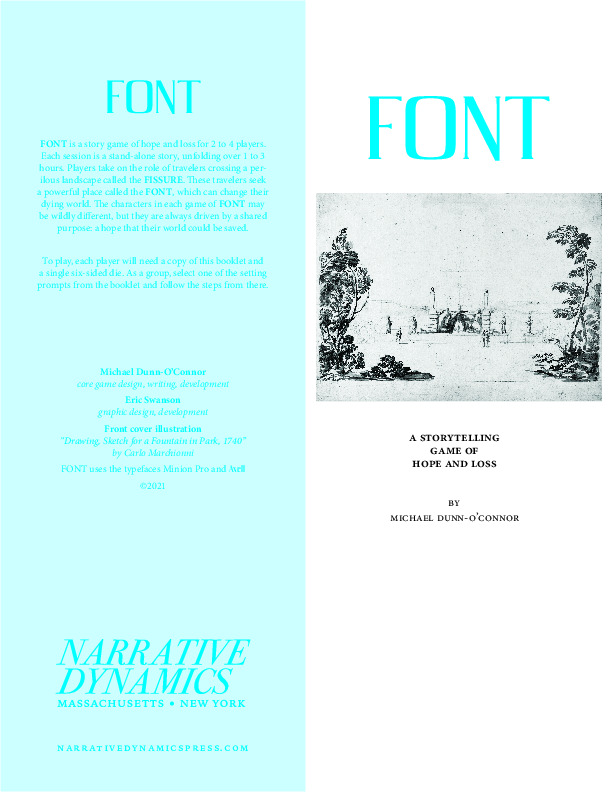 FONT
FONT is a story game of hope and loss for 2 to 4 players.
Each session is a stand-alone story, unfolding over 1 to 3
hours. Players take on the role of travelers crossing a per-
ilous landscape called the FISSURE. These travelers seek
a powerful place called the FONT, which can change their
dying world. The characters in each game of FONT may
be wildly different, but they are always driven by a shared
purpose: a hope that their world could be saved.
To play, each player will need a copy of this booklet and
a single six-sided die. As a group, select one of the setting
prompts from the booklet and follow the steps from there.
Michael Dunn-O'Connor
core game design, writing, development
Eric Swanson
graphic design, development
Front cover illustration
"Drawing, Sketch for a Fountain in Park, 1740"
by Carlo Marchionni
FONT uses the typefaces Minion Pro and Avell
©2021
NARRATIVE
DYNAMICS
MASSACHUSETTS • NEW YORK
NARRATIVEDYNAMICSPRESS.COM
FONT
A STORYTELLING
GAME OF
HOPE AND LOSS
BY
MICHAEL DUNN-O'CONNOR